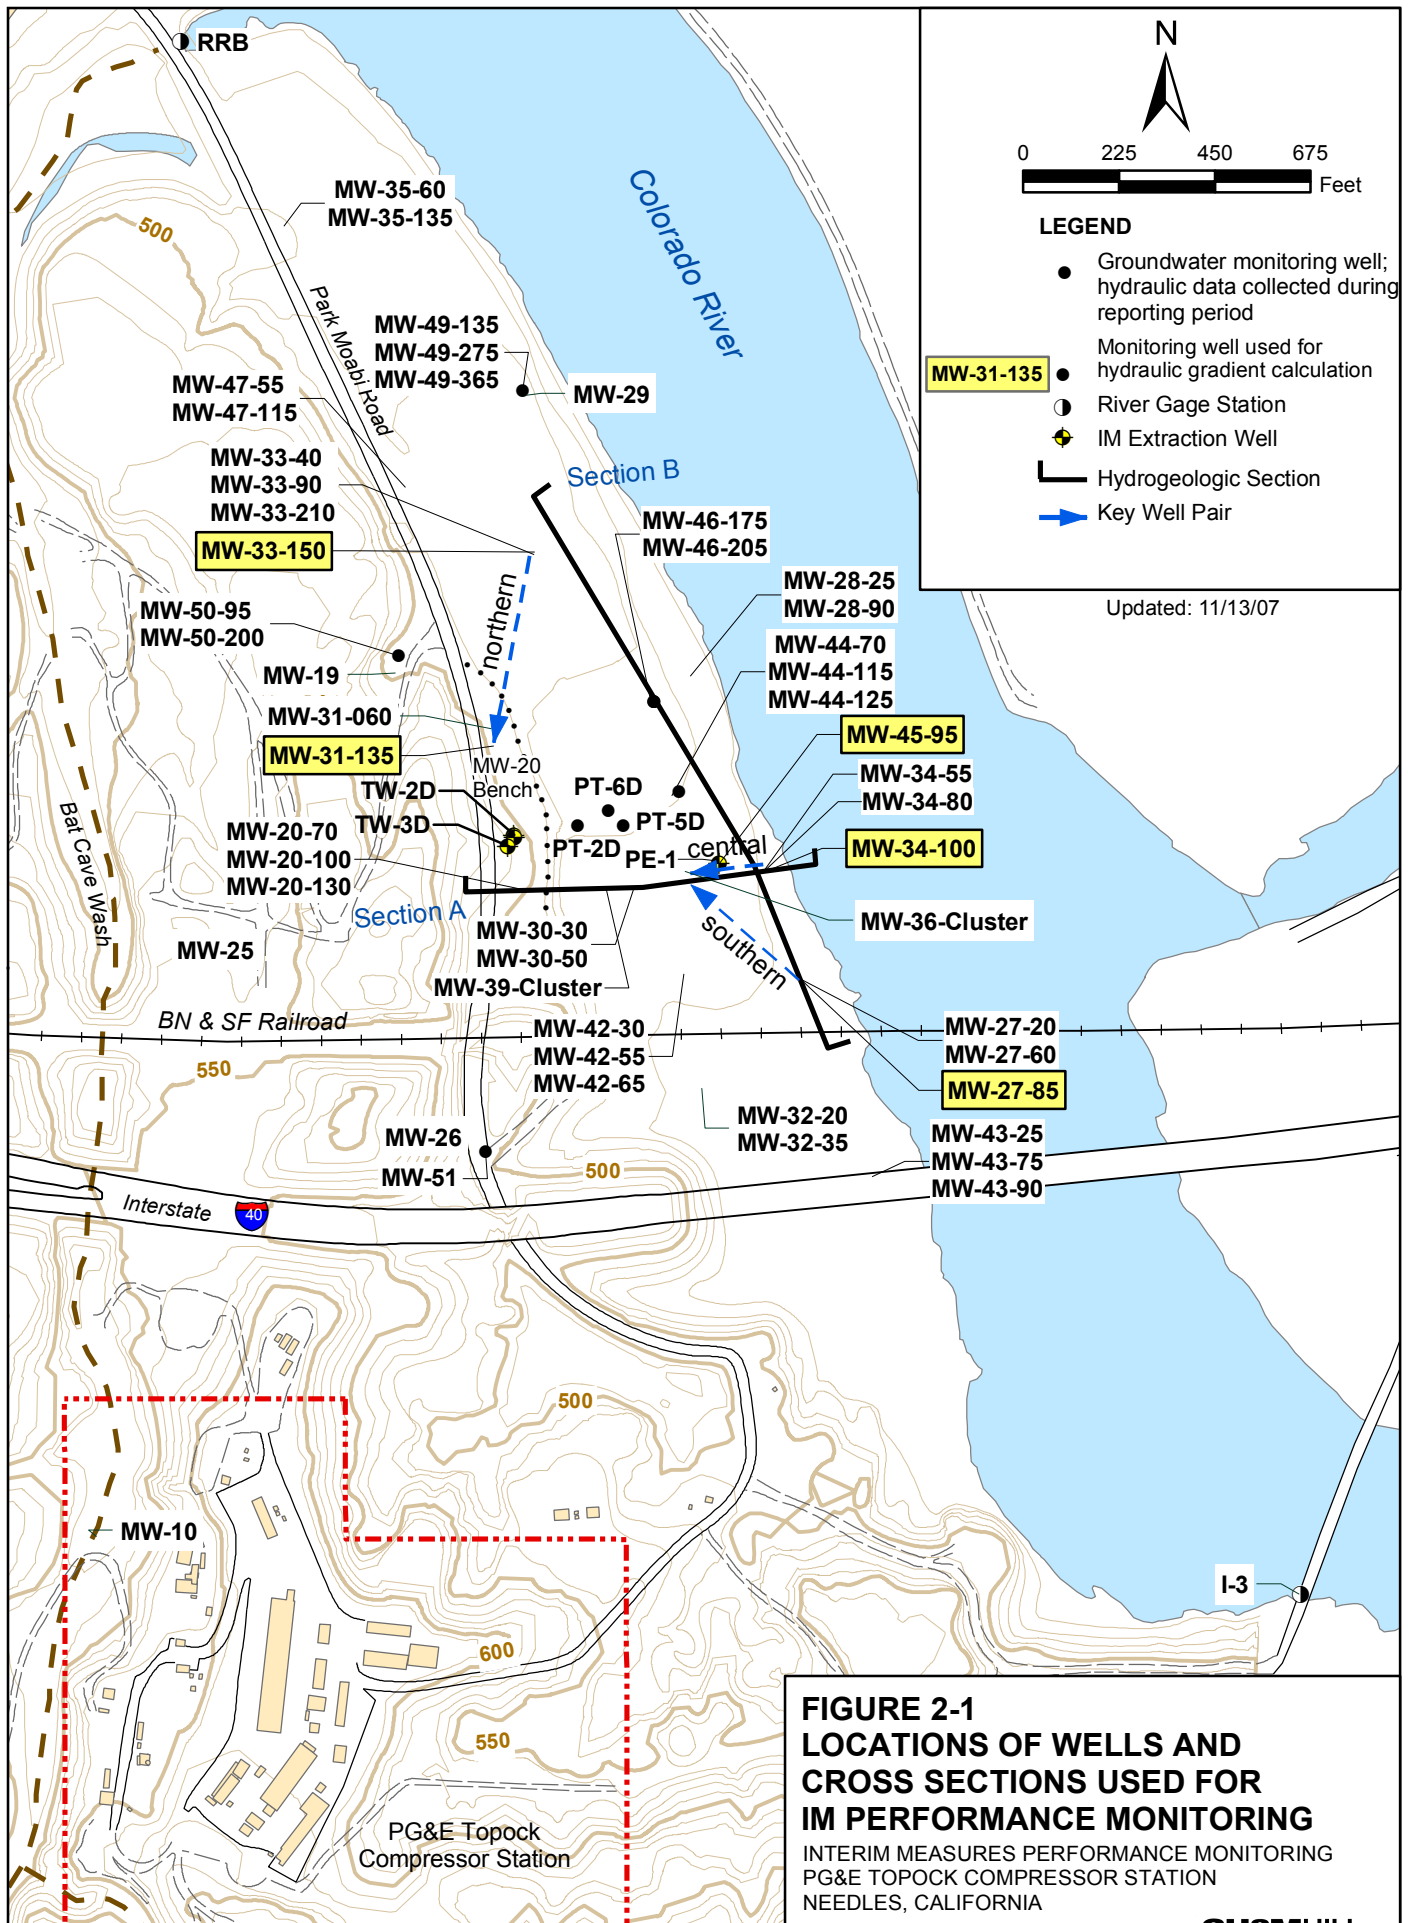 RRB
N
0 225 450 675
Feet
LEGEND
Groundwater monitoring well;
hydraulic data collected during
reporting period
MW-31-135
Monitoring well used for
hydraulic gradient calculation
River Gage Station
IM Extraction Well
Hydrogeologic Section
Key Well Pair
Updated: 11/13/07
Colorado River
MW-35-60
MW-35-135
500
Park Moabi Road
MW-49-135
MW-49-275
MW-49-365
MW-29
MW-47-55
MW-47-115
MW-33-40
MW-33-90
MW-33-210
MW-33-150
Section B
MW-46-175
MW-46-205
MW-28-25
MW-28-90
northern
MW-50-95
MW-50-200
MW-19
MW-44-70
MW-44-115
MW-44-125
MW-31-060
MW-31-135
MW-45-95
MW-20
Bench
TW-2D
TW-3D
PT-6D
PT-5D
PT-2D
PE-1
central
MW-34-55
MW-34-80
MW-34-100
MW-20-70
MW-20-100
MW-20-130
Bat Cave Wash
Section A
MW-36-Cluster
MW-25
MW-30-30
MW-30-50
MW-39-Cluster
southern
BN & SF Railroad
MW-42-30
MW-42-55
MW-42-65
MW-27-20
MW-27-60
MW-27-85
550
MW-32-20
MW-32-35
MW-26
MW-51
500
MW-43-25
MW-43-75
MW-43-90
Interstate
40
500
MW-10
I-3
600
550
PG&E Topock
Compressor Station
FIGURE 2-1
LOCATIONS OF WELLS AND
CROSS SECTIONS USED FOR
IM PERFORMANCE MONITORING
INTERIM MEASURES PERFORMANCE MONITORING
PG&E TOPOCK COMPRESSOR STATION
NEEDLES, CALIFORNIA